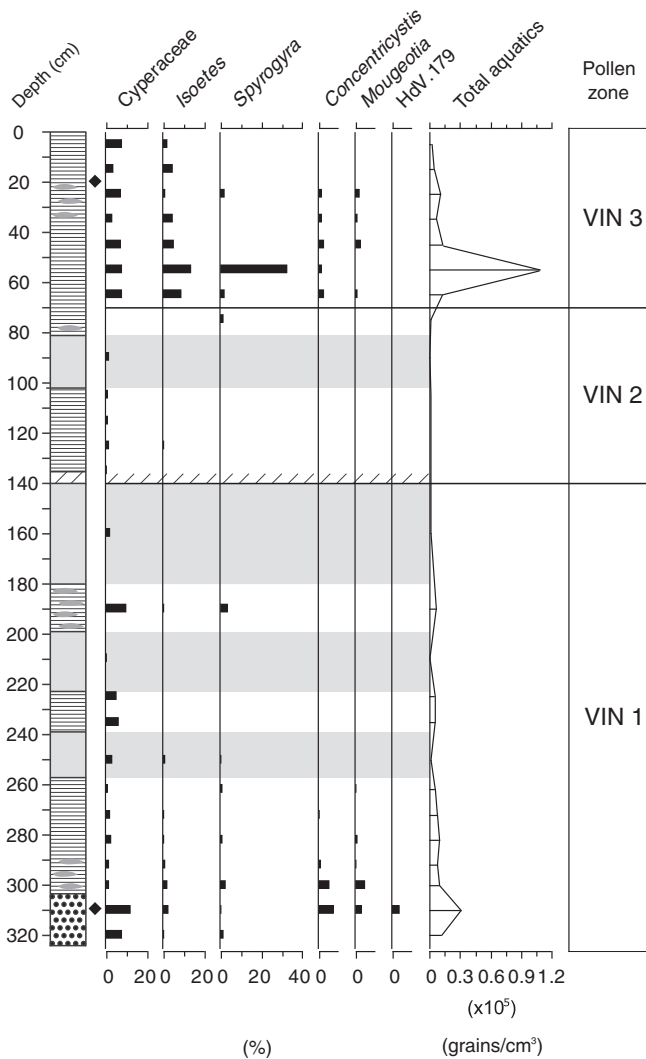 Depth (cm)
Cyperaceae
Isoetes
Spyrogyra
Concentricystis
Mougeotia
HdV.179
Total aquatics
Pollen
zone
0
20
40
60
80
100
120
140
160
180
200
220
240
260
280
300
320
VIN 3
VIN 2
VIN 1
0 20 0 20 0 20 40 0 0 0 0 0.3 0.6 0.9 1.2
(x10⁵)
(%) (grains/cm³)